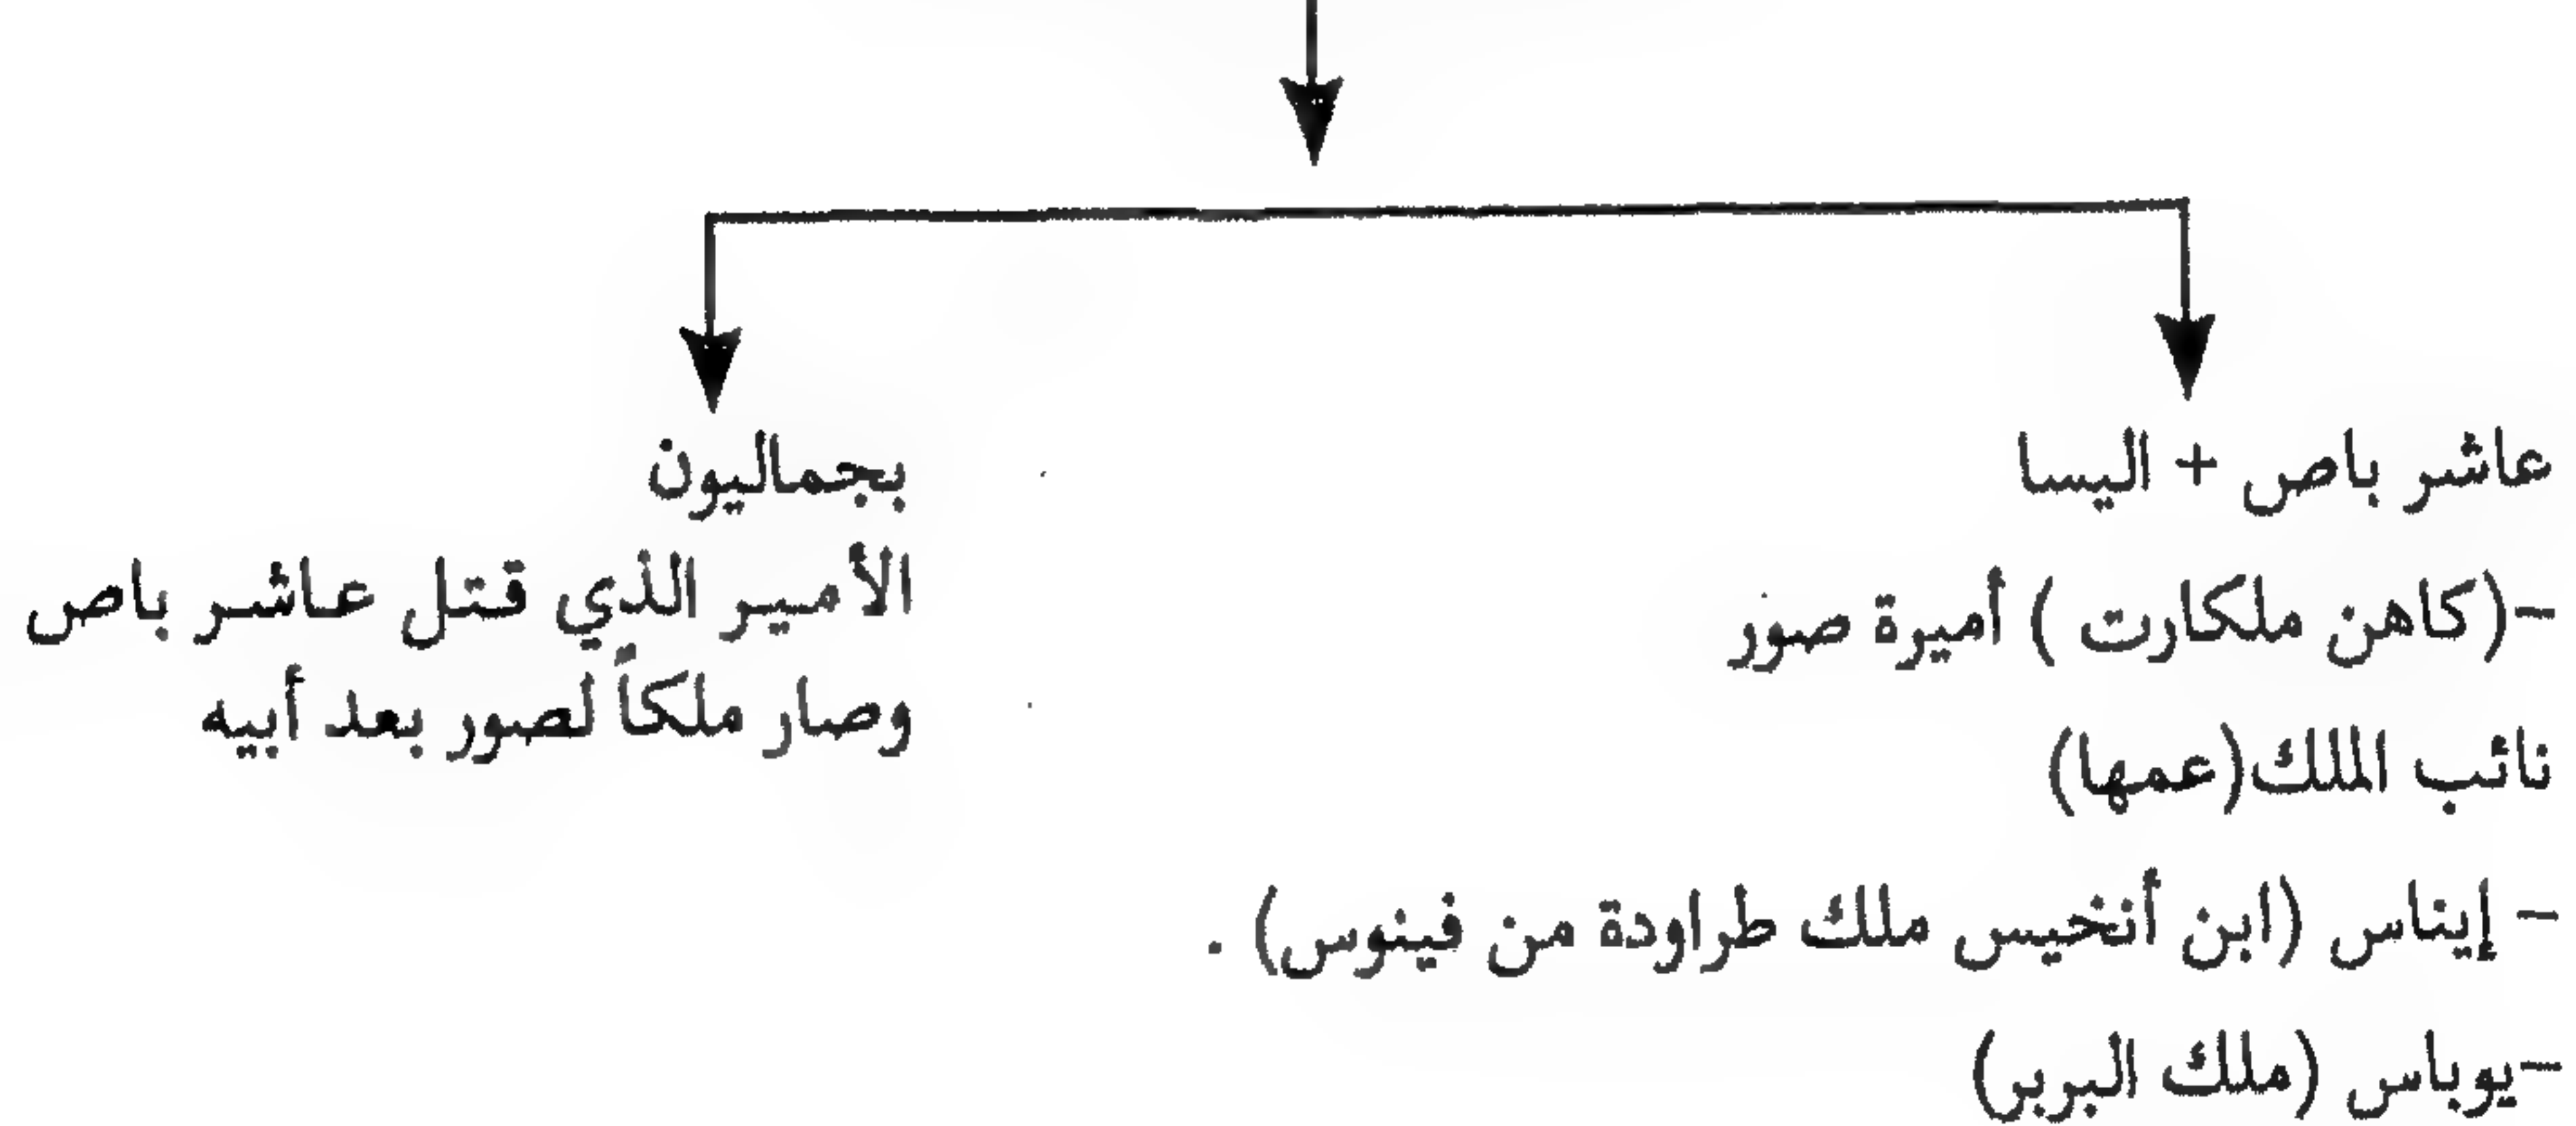 عاشر باص + اليسا
-(كاهن ملكارت ) أميرة صور
نائب الملك(عمها)
- إيناس (ابن أنخيس ملك طراودة من فينوس) .
-يوباس (ملك البربر)
بجماليون
الأمير الذي قتل عاشر باص
وصار ملكاً لصور بعد أبيه